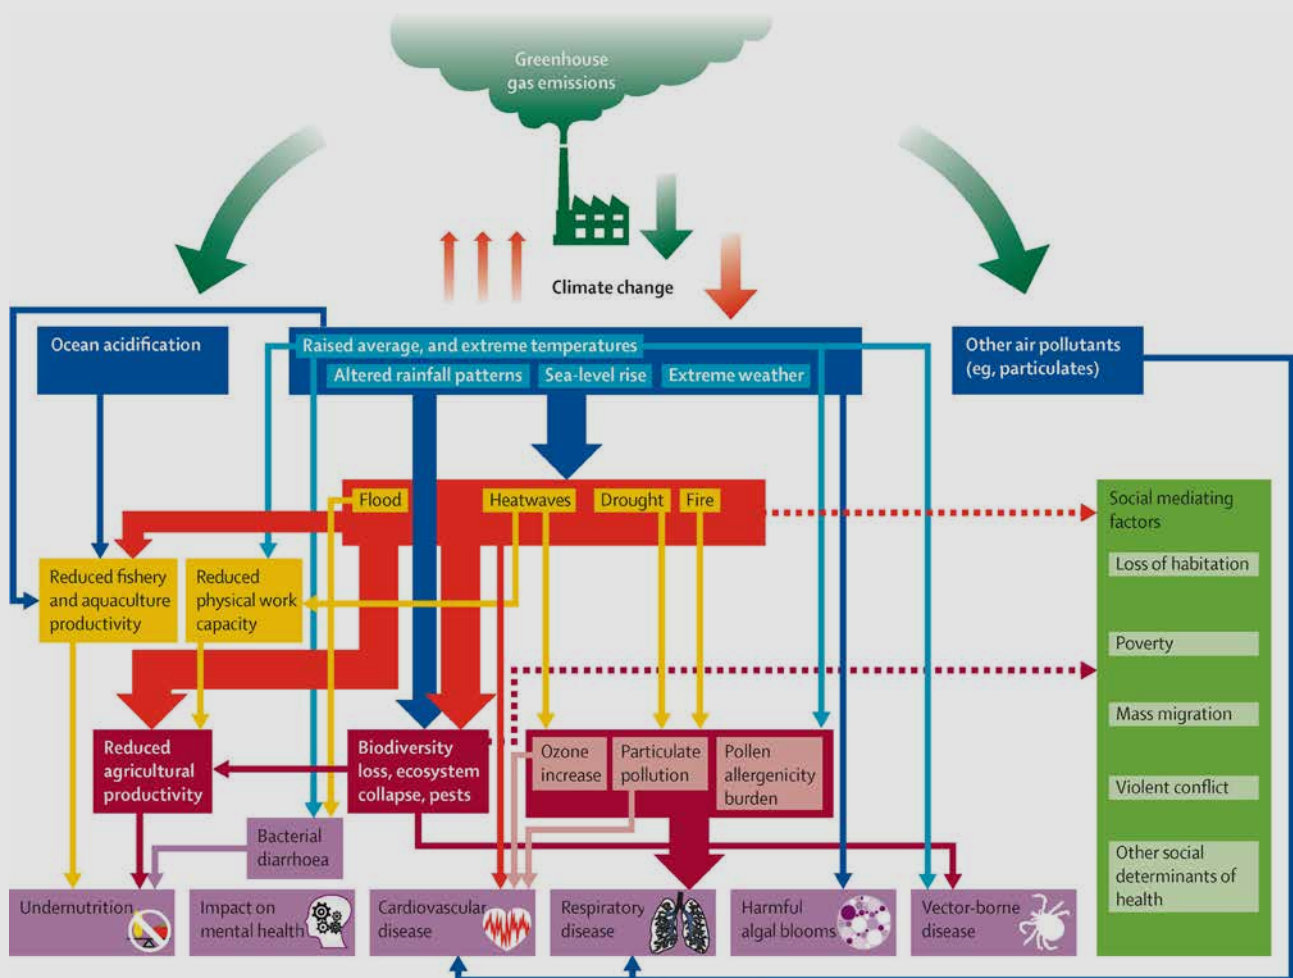 Greenhouse
gas emissions
Climate change
Ocean acidification
Raised average, and extreme temperatures
Altered rainfall patterns
Sea-level rise
Extreme weather
Other air pollutants
(eg, particulates)
Flood
Heatwaves
Drought
Fire
Social mediating
factors
Loss of habitation
Poverty
Mass migration
Violent conflict
Other social
determinants of
health
Reduced fishery
and aquaculture
productivity
Reduced
physical work
capacity
Reduced
agricultural
productivity
Biodiversity
loss, ecosystem
collapse, pests
Ozone
increase
Particulate
pollution
Pollen
allergenicity
burden
Bacterial
diarrhoea
Undernutrition
Impact on
mental health
Cardiovascular
disease
Respiratory
disease
Harmful
algal blooms
Vector-borne
disease